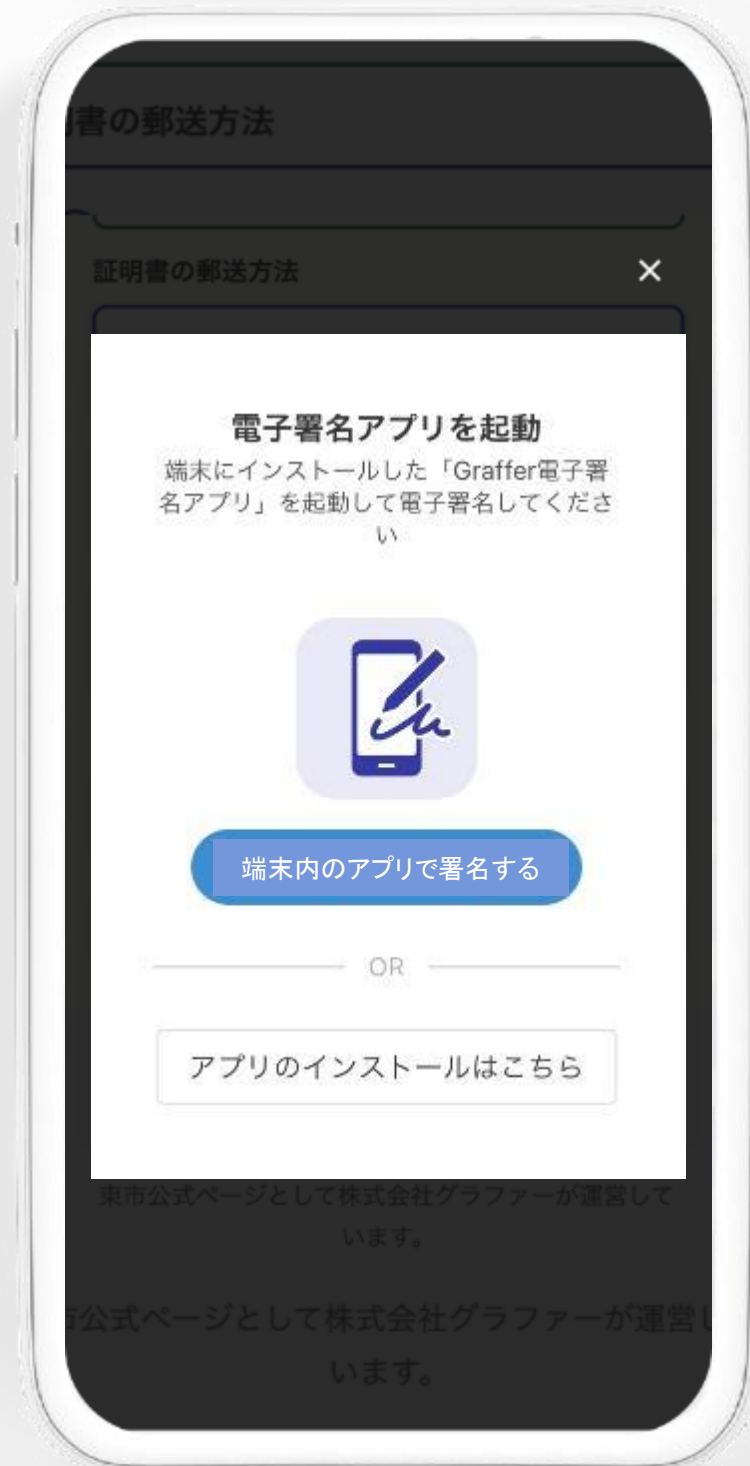 書の郵送方法
証明書の郵送方法
電子署名アプリを起動
端末にインストールした「Graffer電子署
名アプリ」を起動して電子署名してくださ
い
端末内のアプリで署名する
OR
アプリのインストールはこちら
東市公式ページとして株式会社グラファーが運営して
います。
市公式ページとして株式会社グラファーが運営し
います。